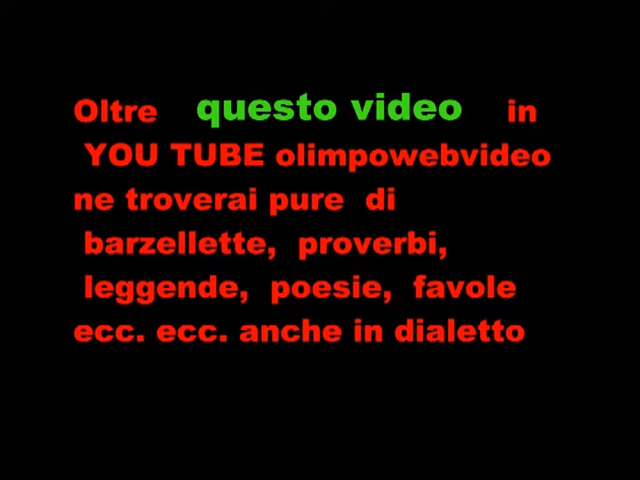 Oltre questo video in
YOU TUBE olimpowebvideo
ne troverai pure di
barzellette, proverbi,
leggende, poesie, favole
ecc. ecc. anche in dialetto